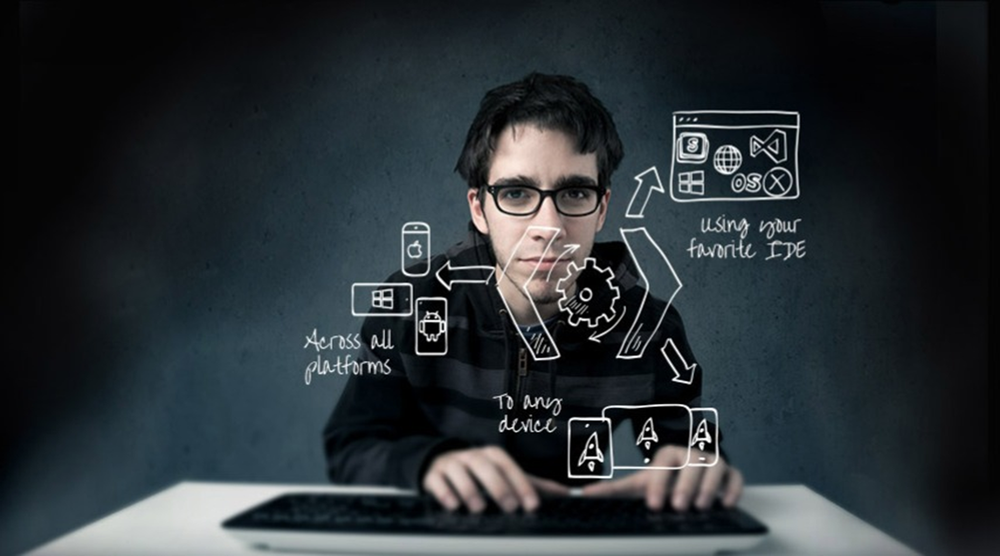 S
OS X
using your
favorite IDE
Across all
platforms
To any
device